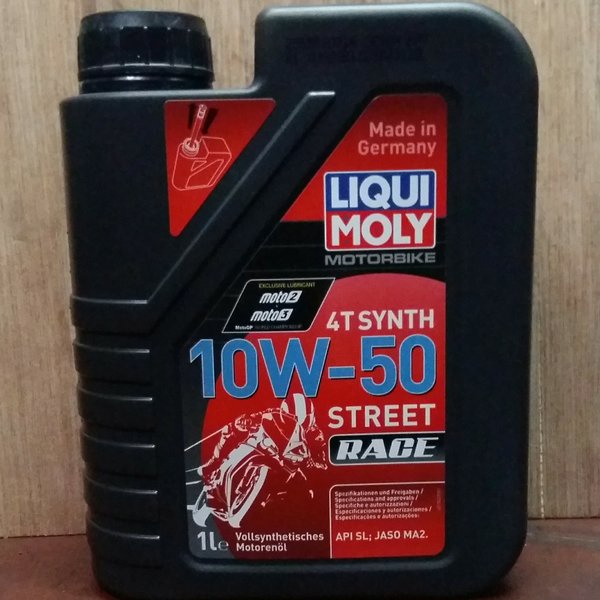 Made in
Germany
LIQUI
MOLY
MOTORBIKE
EXCLUSIVE LUBRICANT
moto2
moto3
MotoGP
4T SYNTH
10W-50
STREET
RACE
Spezifikationen und Freigaben /
Specifications and approvals /
Specifiche e autorizzazioni /
Especificaciones y autorizaciones /
Especificações e autorizações:
API SL; JASO MA2.
1L e
Vollsynthetisches
Motorenöl